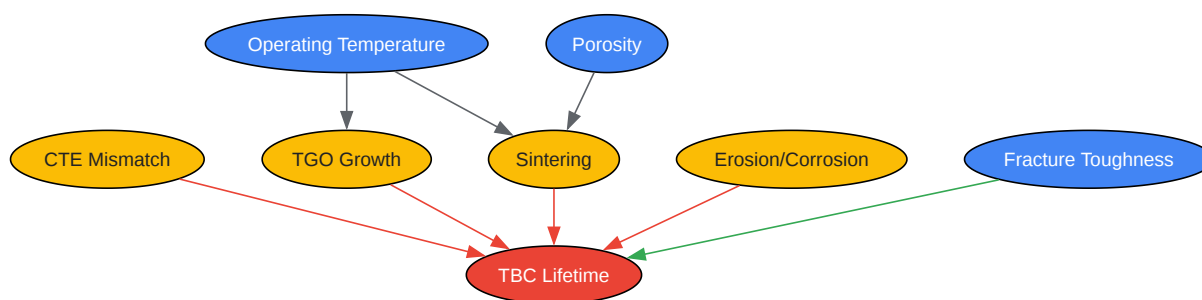 Operating Temperature
Porosity
CTE Mismatch
TGO Growth
Sintering
Erosion/Corrosion
Fracture Toughness
TBC Lifetime